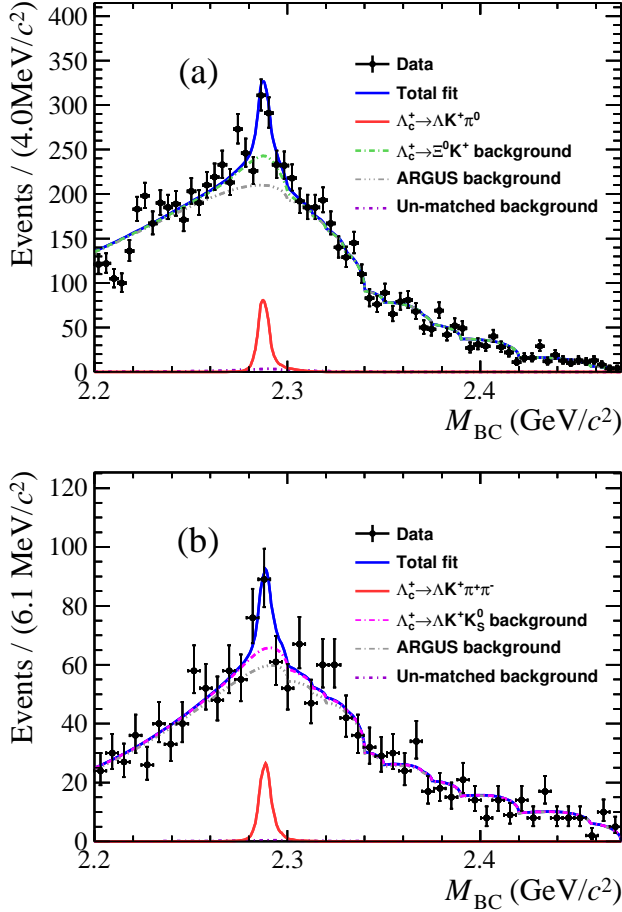 Events / (4.0MeV/c²)
400
350
300
250
200
150
100
50
0
(a)
Data
Total fit
Λc⁺→ΛK⁺π⁰
Λc⁺→Ξ⁰K⁺ background
ARGUS background
Un-matched background
2.2 2.3 2.4
M_BC (GeV/c²)
Events / (6.1 MeV/c²)
120
100
80
60
40
20
0
(b)
Data
Total fit
Λc⁺→ΛK⁺π⁺π⁻
Λc⁺→ΛK⁺K_S⁰ background
ARGUS background
Un-matched background
2.2 2.3 2.4
M_BC (GeV/c²)